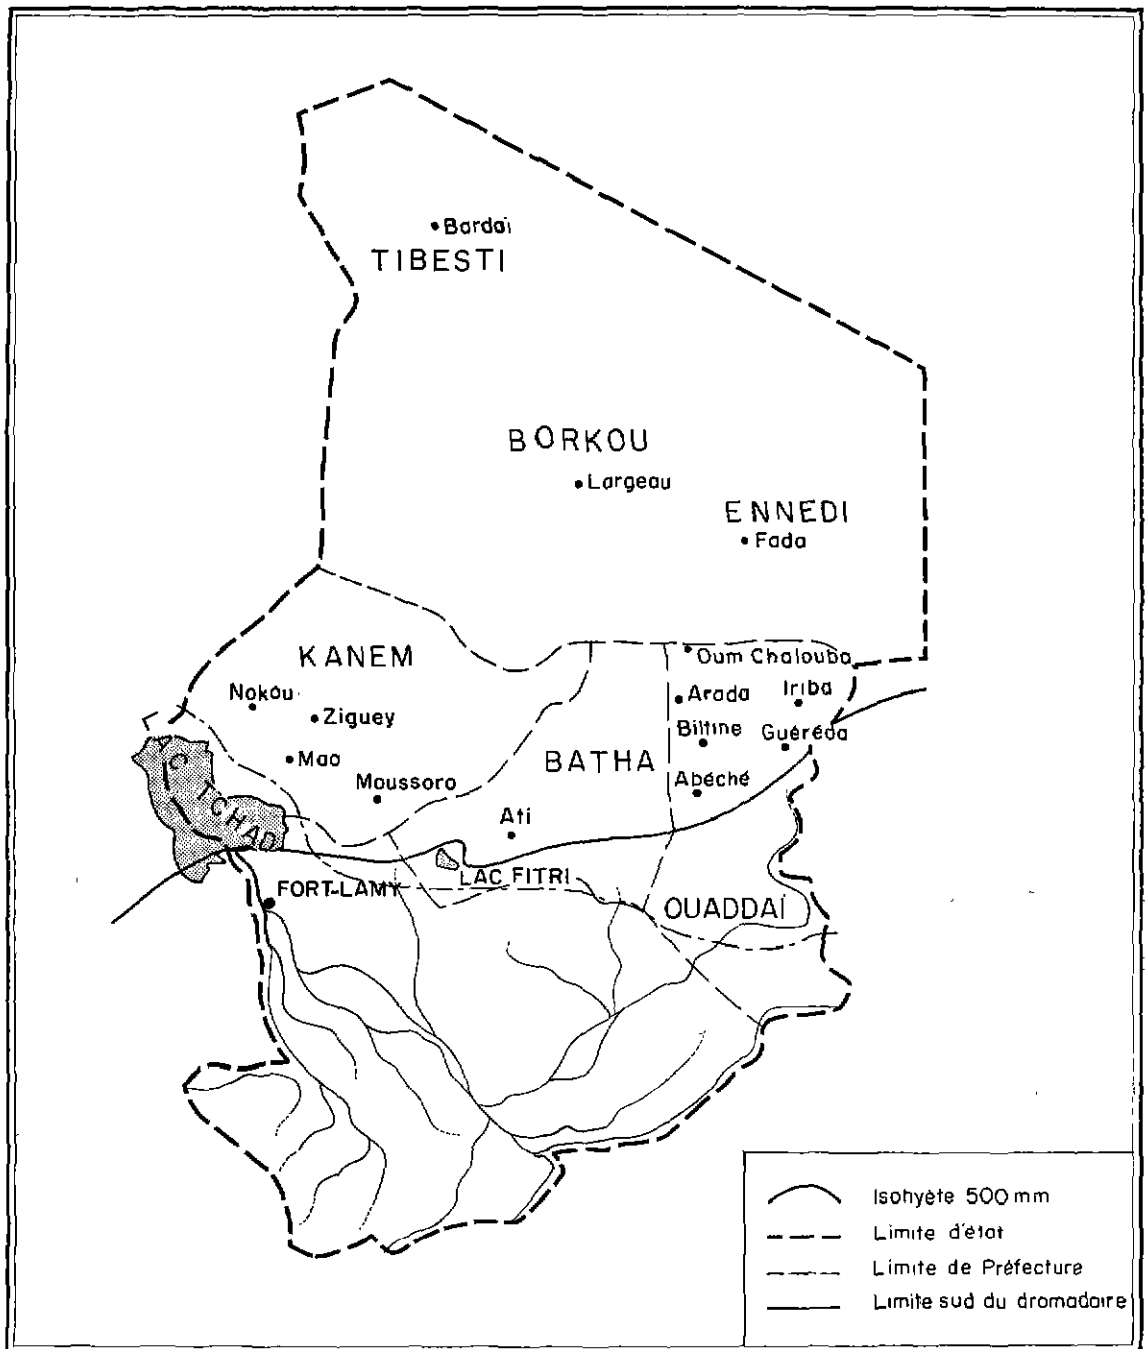 Bardaï
TIBESTI
BORKOU
Largeau
ENNEDI
Fada
KANEM
Oum Chalouba
Nokou
Arada
Iriba
Ziguey
Biltine
Guéréda
LAC TCHAD
Mao
BATHA
Moussoro
Abéché
Ati
LAC FITRI
FORT-LAMY
OUADDAÏ
Isohyète 500 mm
Limite d'état
Limite de Préfecture
Limite sud du dromadaire